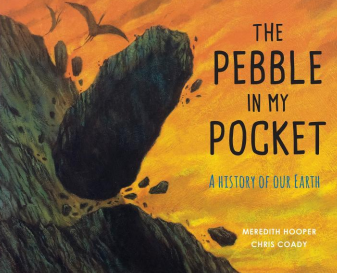 THE
PEBBLE
IN MY
POCKET
A HISTORY OF OUR EARTH
MEREDITH HOOPER
CHRIS COADY